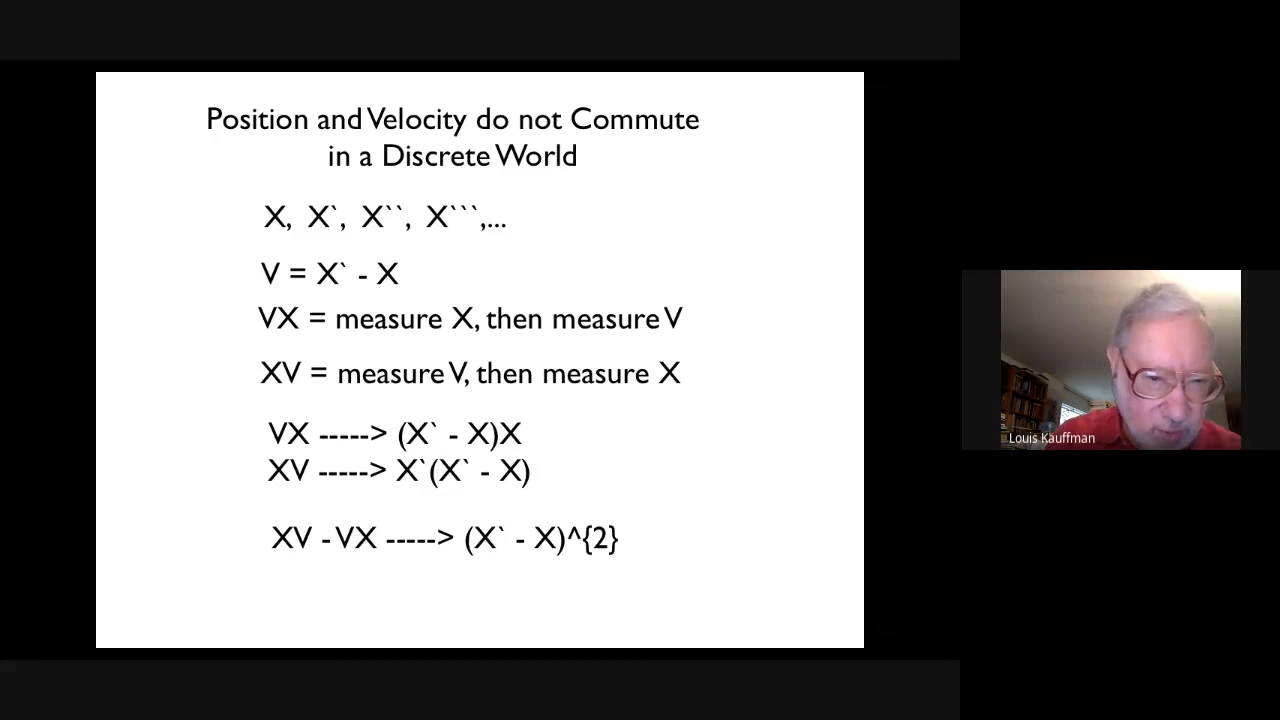 Position and Velocity do not Commute
in a Discrete World
X, X`, X``, X```,...
V = X` - X
VX = measure X, then measure V
XV = measure V, then measure X
VX -----> (X` - X)X
XV -----> X`(X` - X)
XV - VX -----> (X` - X)^{2}
Louis Kauffman